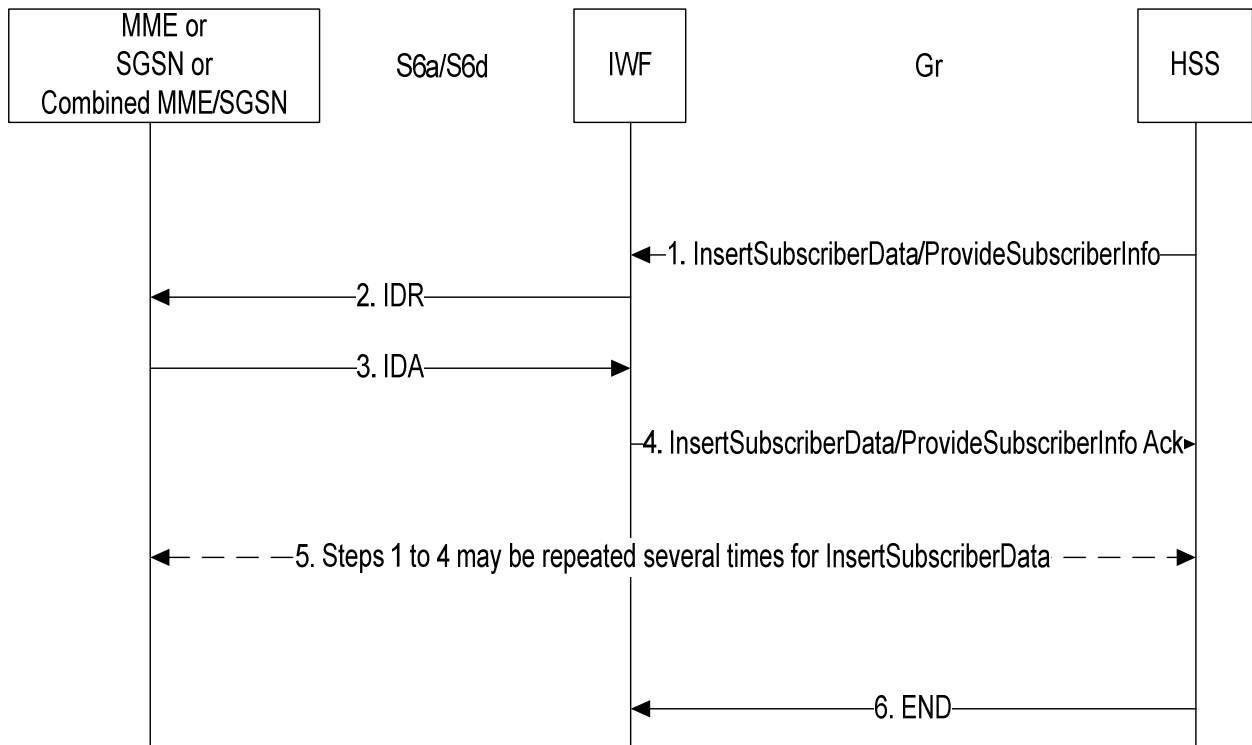 MME or
SGSN or
Combined MME/SGSN
S6a/S6d
IWF
Gr
HSS
1. InsertSubscriberData/ProvideSubscriberInfo
2. IDR
3. IDA
4. InsertSubscriberData/ProvideSubscriberInfo Ack
5. Steps 1 to 4 may be repeated several times for InsertSubscriberData
6. END